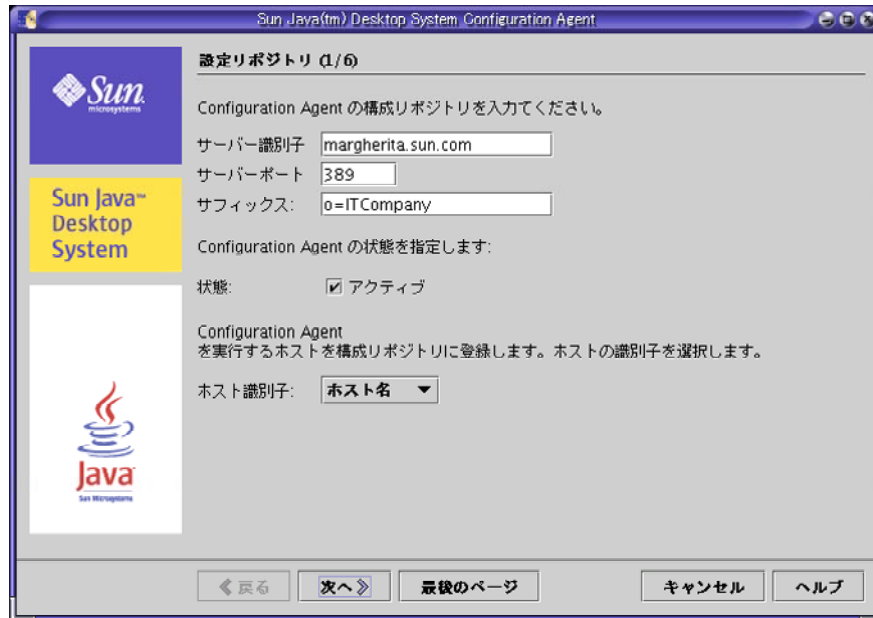 Sun Java(tm) Desktop System Configuration Agent
Sun
microsystems
Sun Java™
Desktop
System
Java
Sun Microsystems
設定リポジトリ (1/6)
Configuration Agent の構成リポジトリを入力てください。
サーバー識別子 margherita.sun.com
サーバーポート 389
サフィックス: o=ITCompany
Configuration Agent の状態を指定します:
状態: アクティブ
Configuration Agent
を実行するホストを構成リポジトリに登録します。ホストの識別子を選択します。
ホスト識別子: ホスト名
戻る 次へ 最後のページ キャンセル ヘルプ